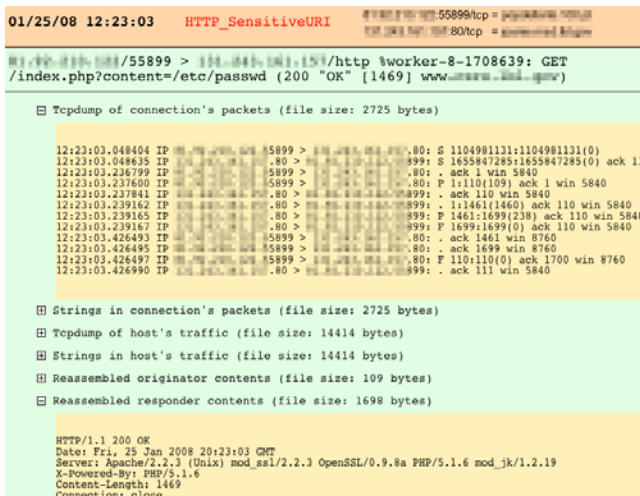 01/25/08 12:23:03 HTTP_SensitiveURI :55899/tcp =
:80/tcp =
/55899 > /http %worker-8-1708639: GET
/index.php?content=/etc/passwd (200 "OK" [1469] www.
Tcpdump of connection's packets (file size: 2725 bytes)
12:23:03.048404 IP 55899 > .80: S 1104981131:1104981131(0)
12:23:03.048635 IP .80 > 899: S 1655847285:1655847285(0) ack
12:23:03.236799 IP 55899 > .80: . ack 1 win 5840
12:23:03.237600 IP 55899 > .80: P 1:110(109) ack 1 win 5840
12:23:03.237841 IP .80 > 899: . ack 110 win 5840
12:23:03.239162 IP .80 > 899: . 1:1461(1460) ack 110 win 5840
12:23:03.239165 IP .80 > 899: P 1461:1699(238) ack 110 win 5840
12:23:03.239167 IP .80 > 899: F 1699:1699(0) ack 110 win 5840
12:23:03.426493 IP 55899 > .80: . ack 1461 win 8760
12:23:03.426495 IP 55899 > .80: . ack 1699 win 8760
12:23:03.426497 IP 55899 > .80: F 110:110(0) ack 1700 win 8760
12:23:03.426990 IP .80 > 899: . ack 111 win 5840
Strings in connection's packets (file size: 2725 bytes)
Tcpdump of host's traffic (file size: 14414 bytes)
Strings in host's traffic (file size: 14414 bytes)
Reassembled originator contents (file size: 109 bytes)
Reassembled responder contents (file size: 1698 bytes)
HTTP/1.1 200 OK
Date: Fri, 25 Jan 2008 20:23:03 GMT
Server: Apache/2.2.3 (Unix) mod_ssl/2.2.3 OpenSSL/0.9.8a PHP/5.1.6 mod_jk/1.2.19
X-Powered-By: PHP/5.1.6
Content-Length: 1469
Connection: close